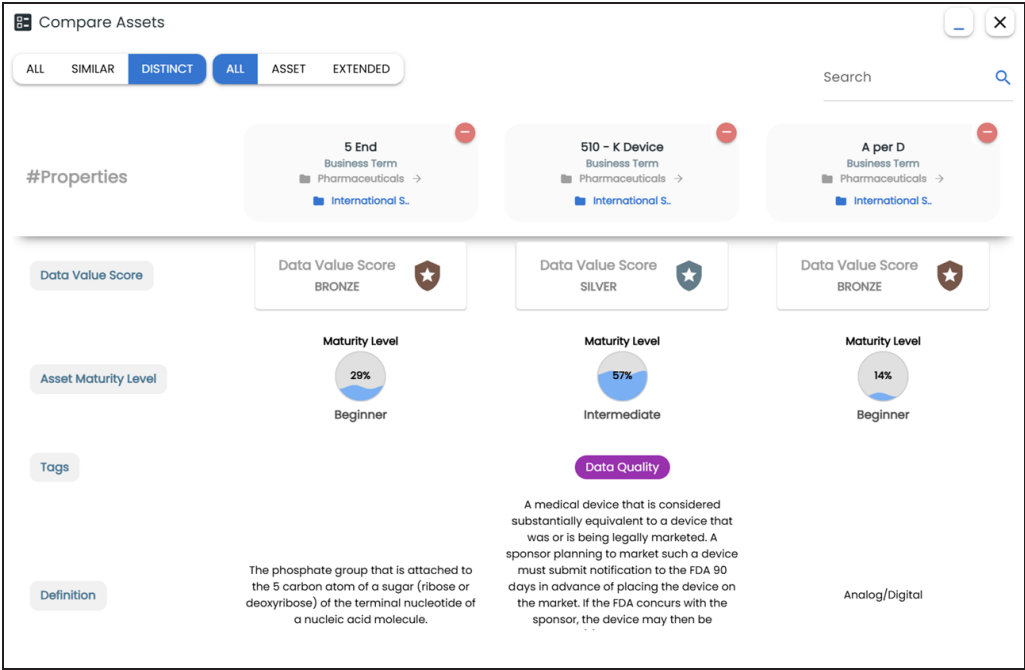 Compare Assets
ALL SIMILAR DISTINCT ALL ASSET EXTENDED
Search
#Properties
5 End
Business Term
Pharmaceuticals
International S..
510 - K Device
Business Term
Pharmaceuticals
International S..
A per D
Business Term
Pharmaceuticals
International S..
Data Value Score
Data Value Score
BRONZE
Data Value Score
SILVER
Data Value Score
BRONZE
Asset Maturity Level
Maturity Level
29%
Beginner
Maturity Level
57%
Intermediate
Maturity Level
14%
Beginner
Tags
Data Quality
Definition
The phosphate group that is attached to
the 5 carbon atom of a sugar (ribose or
deoxyribose) of the terminal nucleotide of
a nucleic acid molecule.
A medical device that is considered
substantially equivalent to a device that
was or is being legally marketed. A
sponsor planning to market such a device
must submit notification to the FDA 90
days in advance of placing the device on
the market. If the FDA concurs with the
sponsor, the device may then be
Analog/Digital